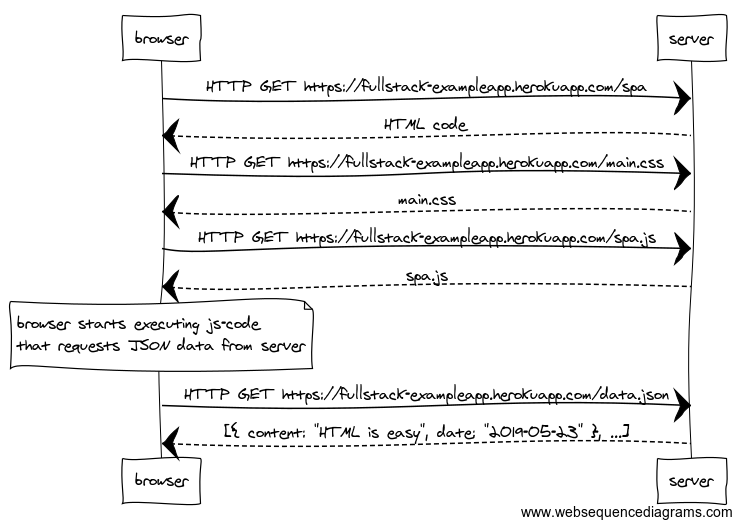 browser server
HTTP GET https://fullstack-exampleapp.herokuapp.com/spa
HTML code
HTTP GET https://fullstack-exampleapp.herokuapp.com/main.css
main.css
HTTP GET https://fullstack-exampleapp.herokuapp.com/spa.js
spa.js
browser starts executing js-code
that requests JSON data from server
HTTP GET https://fullstack-exampleapp.herokuapp.com/data.json
[{ content: "HTML is easy", date: "2019-05-23" }, ...]
browser server
www.websequencediagrams.com